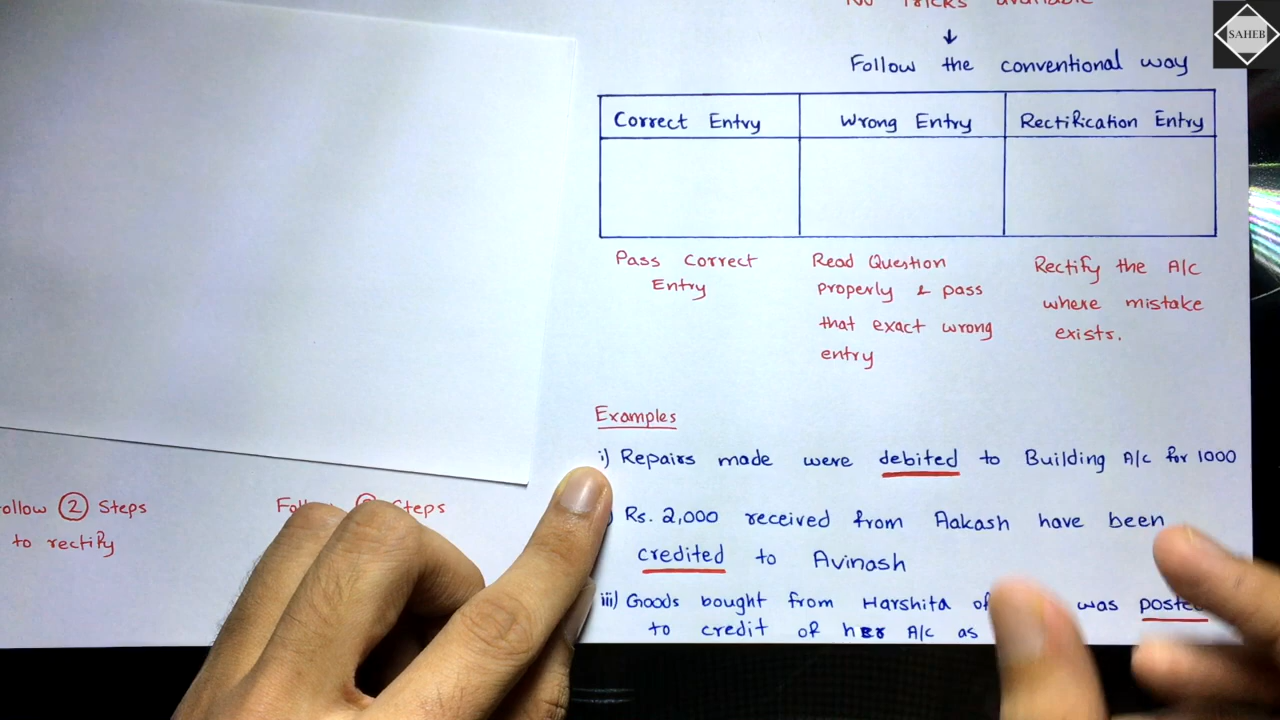 SAHEB
No Tricks available
Follow the conventional way
Correct Entry
Wrong Entry
Rectification Entry
Pass Correct
Entry
Read Question
properly & pass
that exact wrong
entry
Rectify the A/c
where mistake
exists.
Examples
i) Repairs made were debited to Building A/c for 1000
Rs. 2,000 received from Aakash have been
credited to Avinash
iii) Goods bought from Harshita of was posted
to credit of her A/c as
ollow 2 Steps
to rectify
Steps